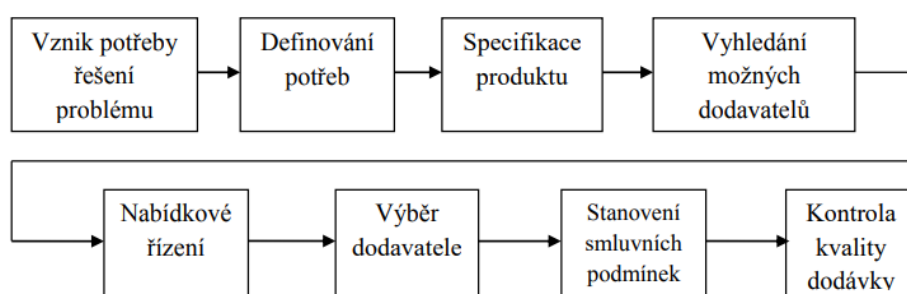 Vznik potřeby
řešení
problému
Definování
potřeb
Specifikace
produktu
Vyhledání
možných
dodavatelů
Nabídkové
řízení
Výběr
dodavatele
Stanovení
smluvních
podmínek
Kontrola
kvality
dodávky